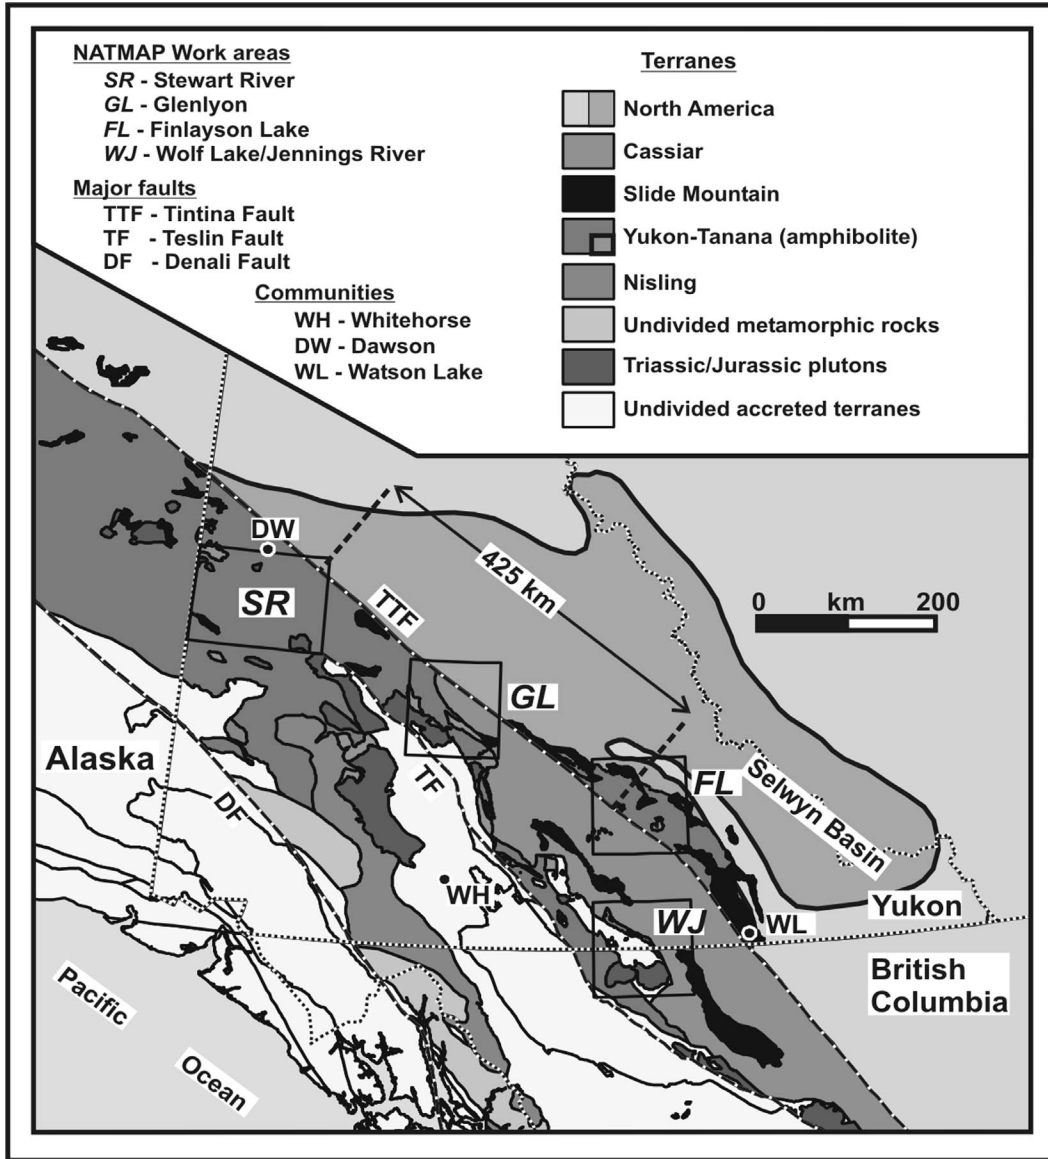 NATMAP Work areas
SR - Stewart River
GL - Glenlyon
FL - Finlayson Lake
WJ - Wolf Lake/Jennings River
Major faults
TTF - Tintina Fault
TF - Teslin Fault
DF - Denali Fault
Communities
WH - Whitehorse
DW - Dawson
WL - Watson Lake
Terranes
North America
Cassiar
Slide Mountain
Yukon-Tanana (amphibolite)
Nisling
Undivided metamorphic rocks
Triassic/Jurassic plutons
Undivided accreted terranes
DW
SR
TTF
425 km
0 km 200
GL
Alaska
DF
TF
FL
Selwyn Basin
WH
WJ
WL
Yukon
British
Columbia
Pacific
Ocean